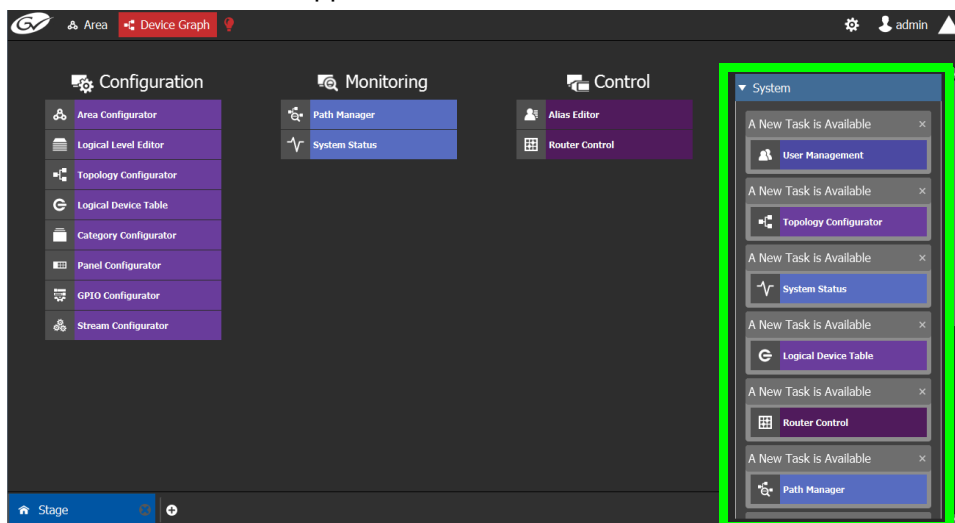 GV Area Device Graph admin
Configuration
Area Configurator
Logical Level Editor
Topology Configurator
Logical Device Table
Category Configurator
Panel Configurator
GPIO Configurator
Stream Configurator
Monitoring
Path Manager
System Status
Control
Alias Editor
Router Control
System
A New Task is Available
User Management
A New Task is Available
Topology Configurator
A New Task is Available
System Status
A New Task is Available
Logical Device Table
A New Task is Available
Router Control
A New Task is Available
Path Manager
Stage